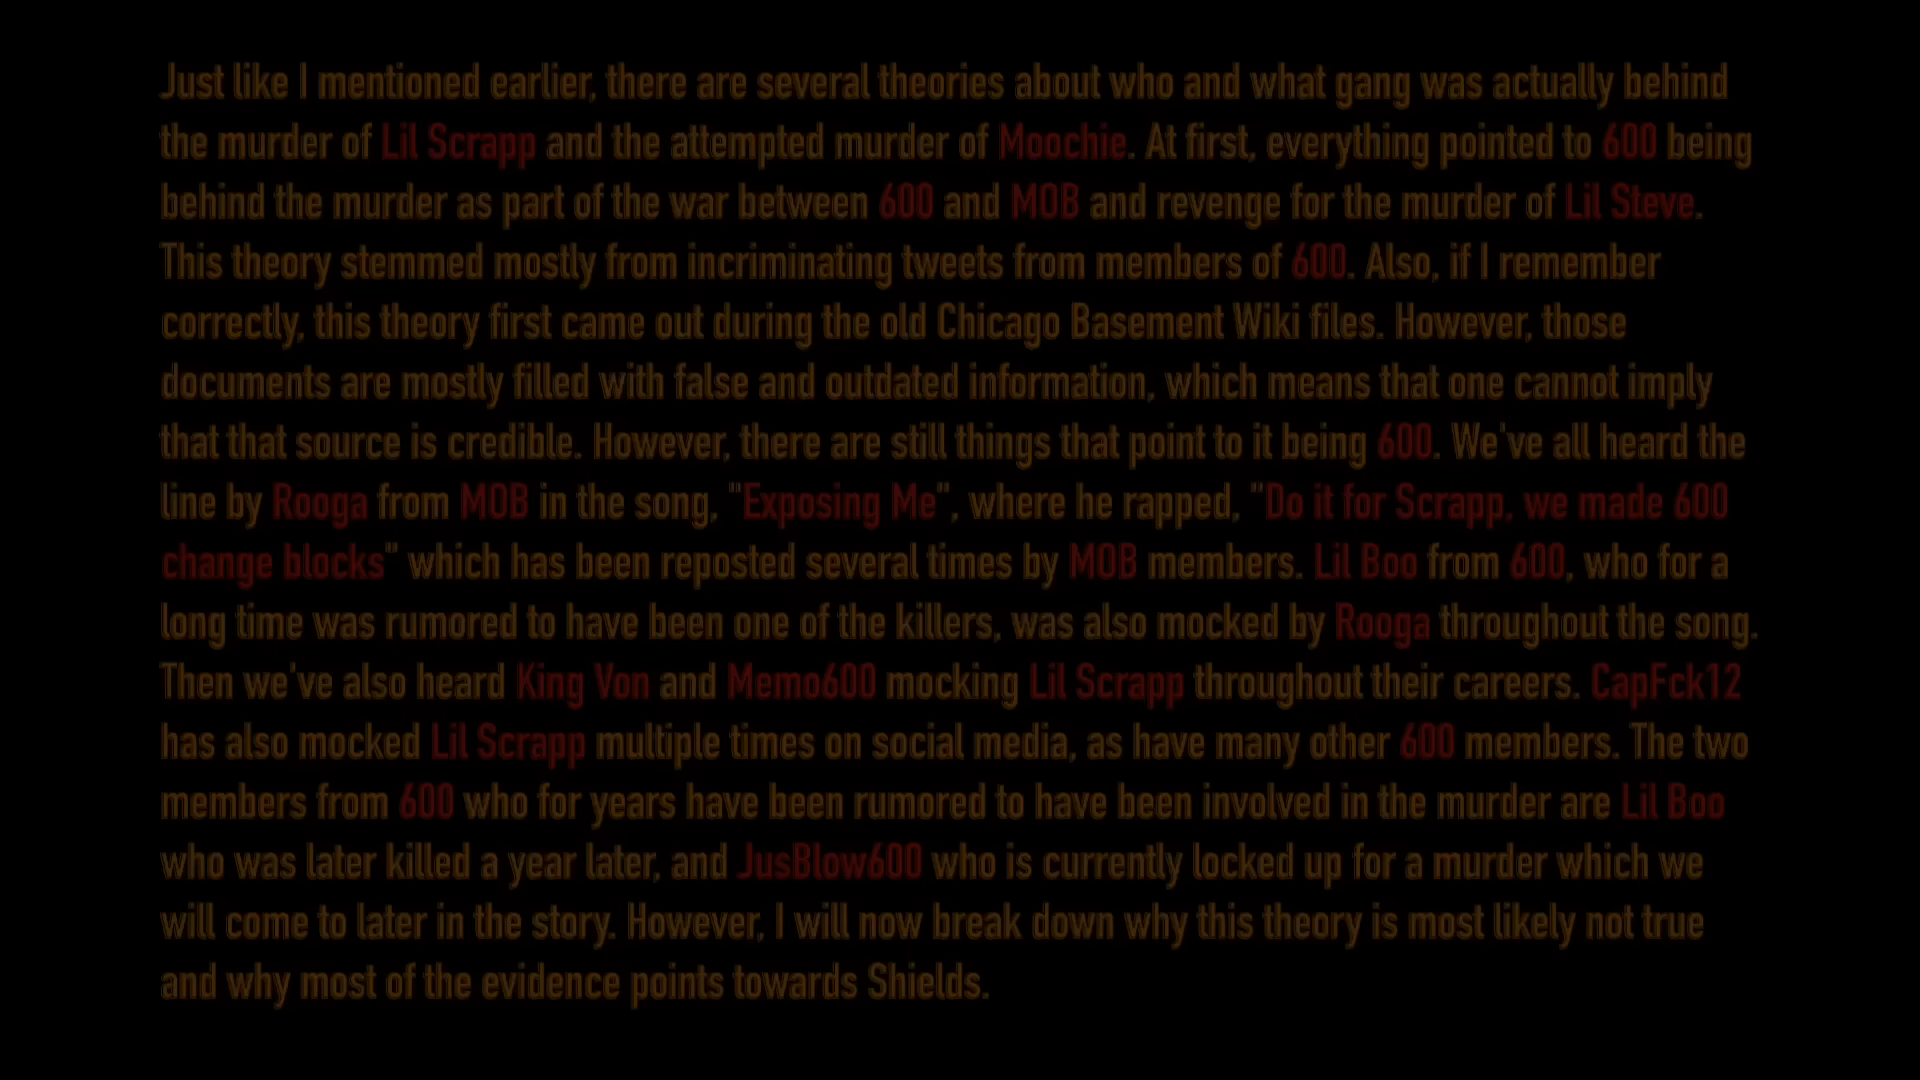 Just like I mentioned earlier, there are several theories about who and what gang was actually behind
the murder of Lil Scrapp and the attempted murder of Moochie. At first, everything pointed to 600 being
behind the murder as part of the war between 600 and MOB and revenge for the murder of Lil Steve.
This theory stemmed mostly from incriminating tweets from members of 600. Also, if I remember
correctly, this theory first came out during the old Chicago Basement Wiki files. However, those
documents are mostly filled with false and outdated information, which means that one cannot imply
that that source is credible. However, there are still things that point to it being 600. We've all heard the
line by Rooga from MOB in the song, "Exposing Me", where he rapped, "Do it for Scrapp, we made 600
change blocks" which has been reposted several times by MOB members. Lil Boo from 600, who for a
long time was rumored to have been one of the killers, was also mocked by Rooga throughout the song.
Then we've also heard King Von and Memo600 mocking Lil Scrapp throughout their careers. CapFck12
has also mocked Lil Scrapp multiple times on social media, as have many other 600 members. The two
members from 600 who for years have been rumored to have been involved in the murder are Lil Boo
who was later killed a year later, and JusBlow600 who is currently locked up for a murder which we
will come to later in the story. However, I will now break down why this theory is most likely not true
and why most of the evidence points towards Shields.